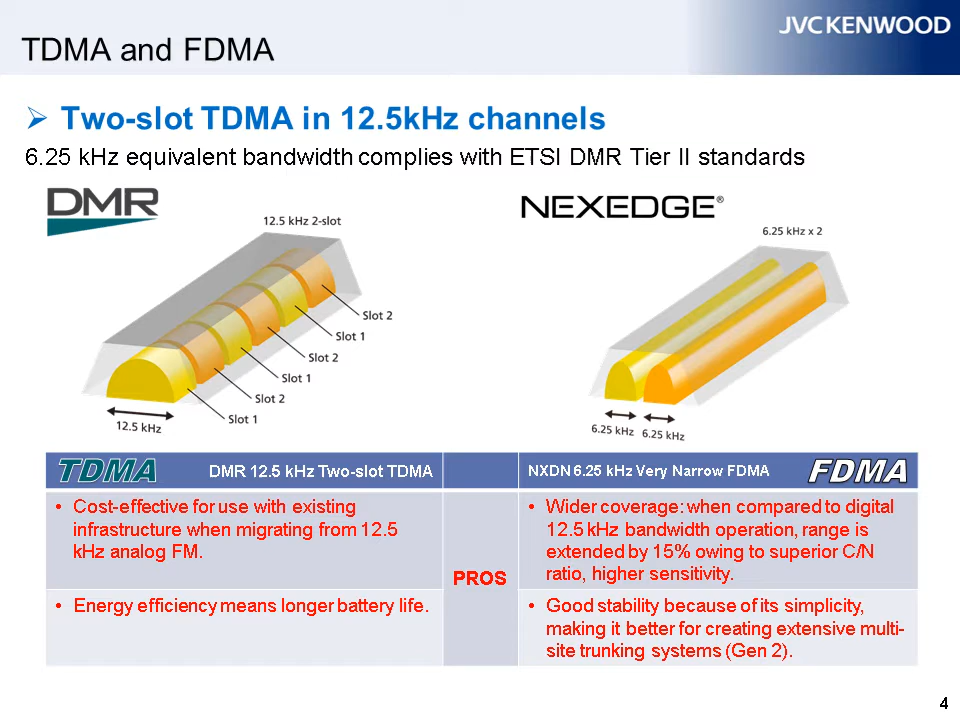 TDMA and FDMA
JVCKENWOOD
Two-slot TDMA in 12.5kHz channels
6.25 kHz equivalent bandwidth complies with ETSI DMR Tier II standards
DMR
12.5 kHz 2-slot
Slot 2
Slot 1
Slot 2
Slot 1
Slot 2
Slot 1
12.5 kHz
NEXEDGE®
6.25 kHz x 2
6.25 kHz
6.25 kHz
TDMA DMR 12.5 kHz Two-slot TDMA
NXDN 6.25 kHz Very Narrow FDMA FDMA
• Cost-effective for use with existing
infrastructure when migrating from 12.5
kHz analog FM.
• Energy efficiency means longer battery life.
PROS
• Wider coverage: when compared to digital
12.5 kHz bandwidth operation, range is
extended by 15% owing to superior C/N
ratio, higher sensitivity.
• Good stability because of its simplicity,
making it better for creating extensive multi-
site trunking systems (Gen 2).
4